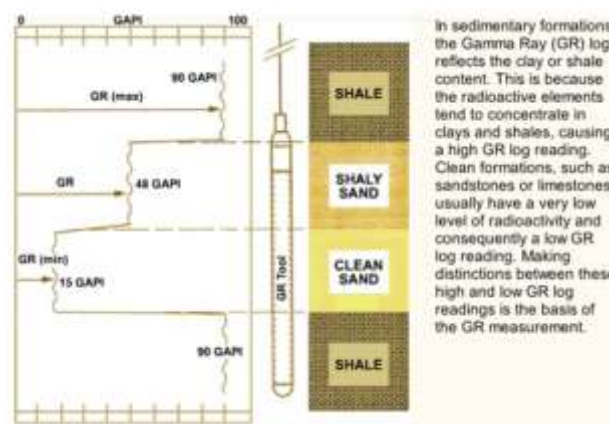 0 GAPI 100
90 GAPI
GR (max)
GR
48 GAPI
GR (min)
15 GAPI
90 GAPI
GR Tool
SHALE
SHALY
SAND
CLEAN
SAND
SHALE
In sedimentary formations
the Gamma Ray (GR) log
reflects the clay or shale
content. This is because
the radioactive elements
tend to concentrate in
clays and shales, causing
a high GR log reading.
Clean formations, such as
sandstones or limestones
usually have a very low
level of radioactivity and
consequently a low GR
log reading. Making
distinctions between these
high and low GR log
readings is the basis of
the GR measurement.